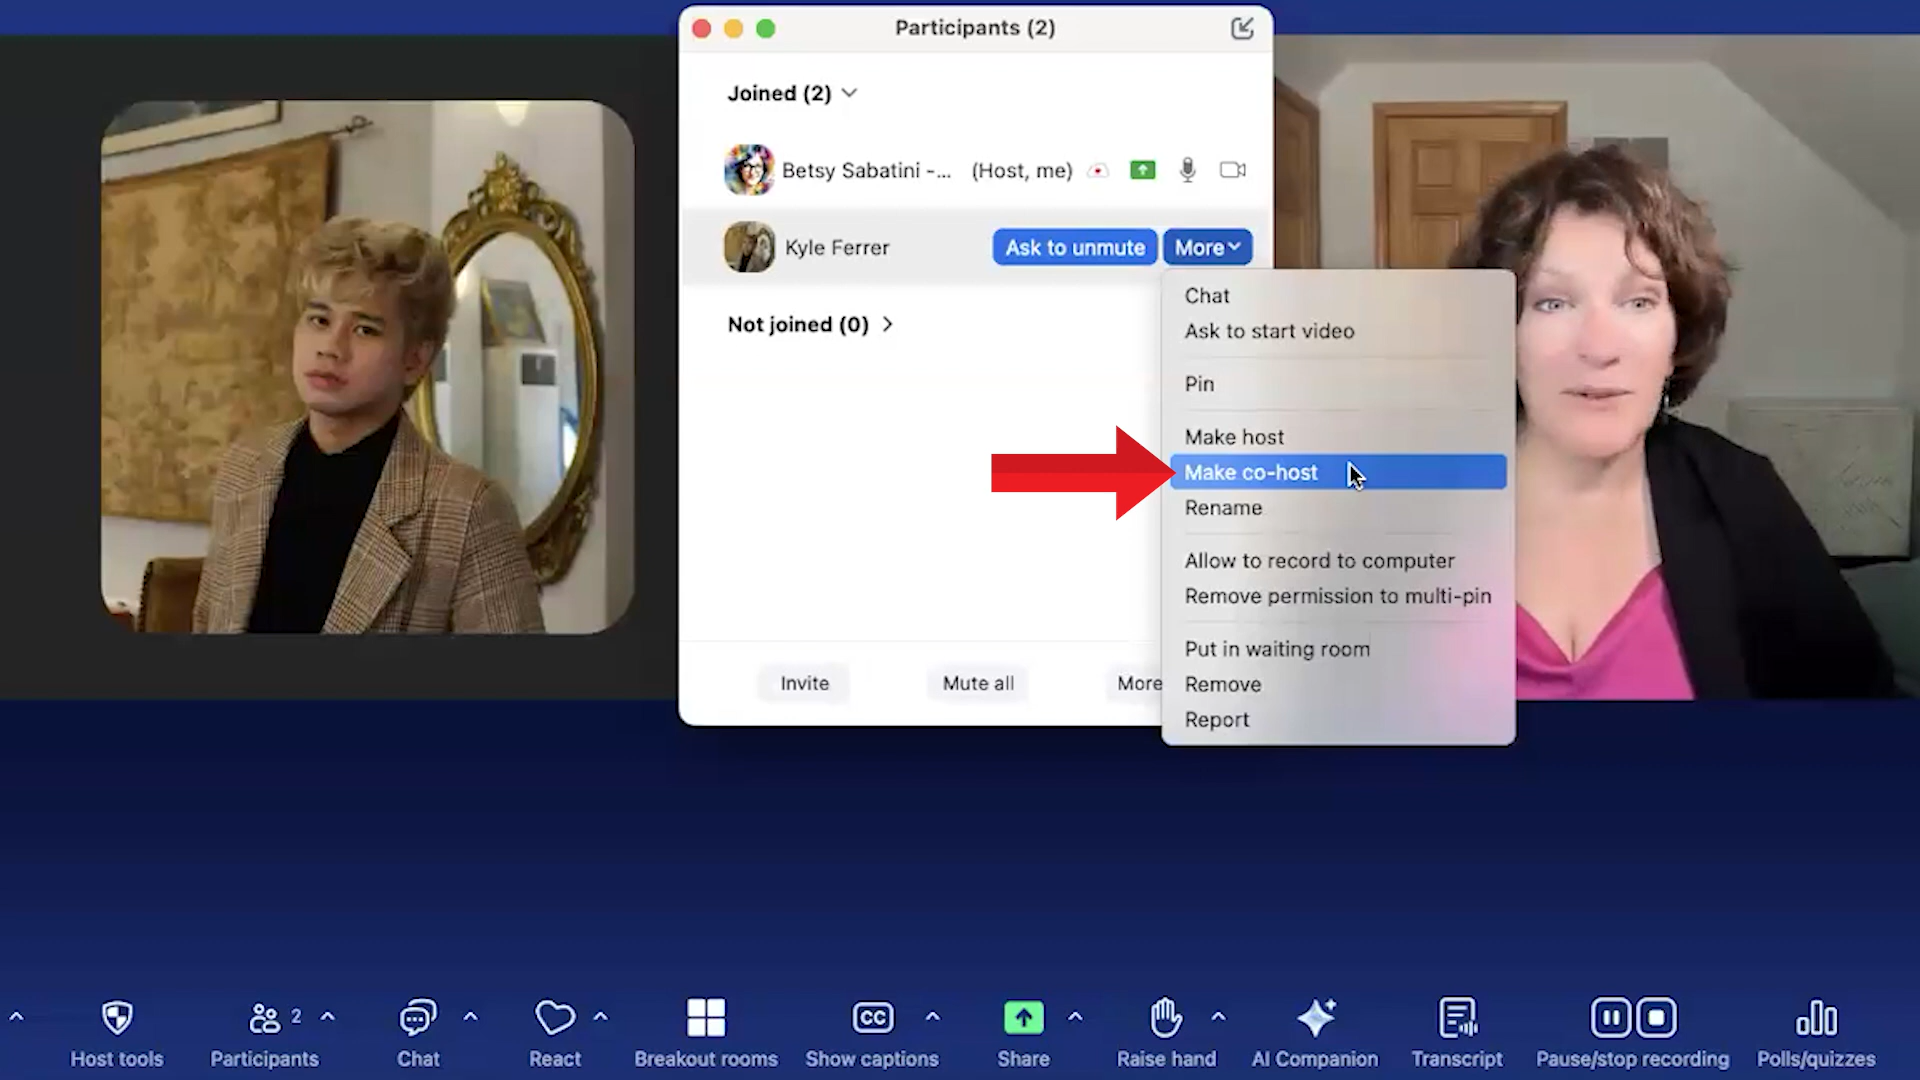 Participants (2)
Joined (2)
Betsy Sabatini -... (Host, me)
Kyle Ferrer Ask to unmute More
Not joined (0)
Chat
Ask to start video
Pin
Make host
Make co-host
Rename
Allow to record to computer
Remove permission to multi-pin
Put in waiting room
Remove
Report
Invite Mute all More
2
CC
Host tools Participants Chat React Breakout rooms Show captions Share Raise hand AI Companion Transcript Pause/stop recording Polls/quizzes